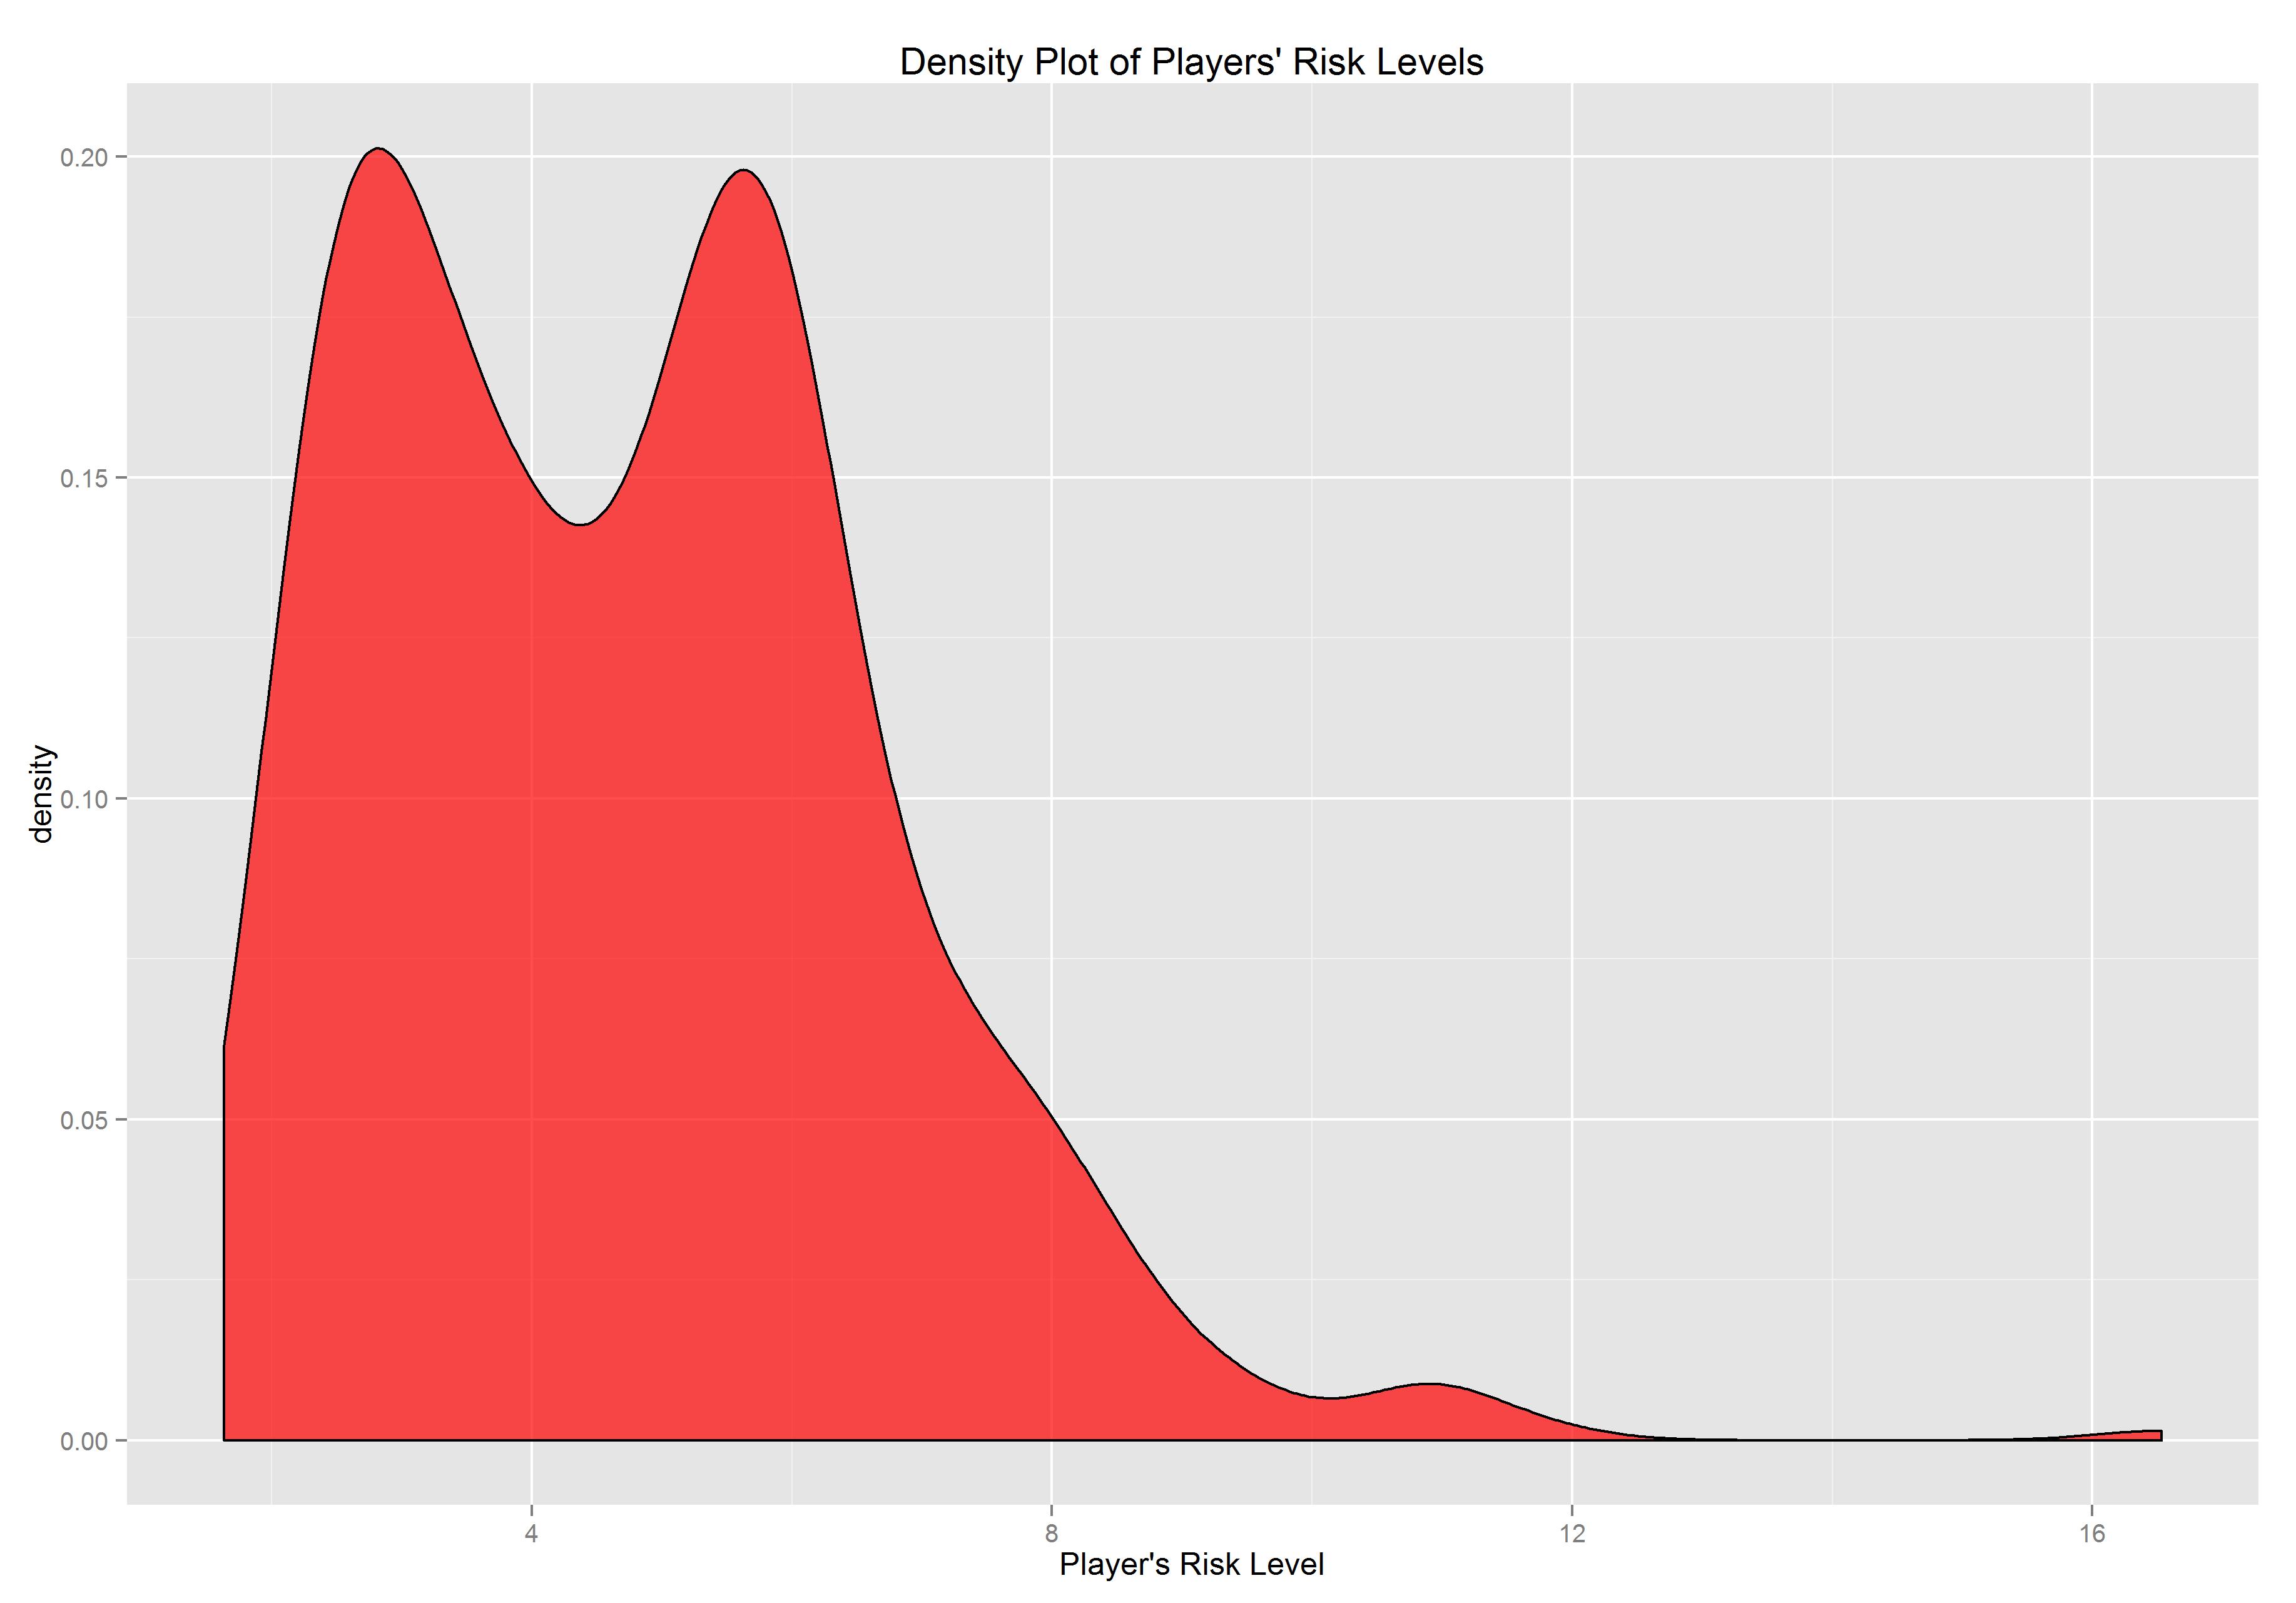 Density Plot of Players' Risk Levels
0.20
0.15
0.10
0.05
0.00
density
4 8 12 16
Player's Risk Level